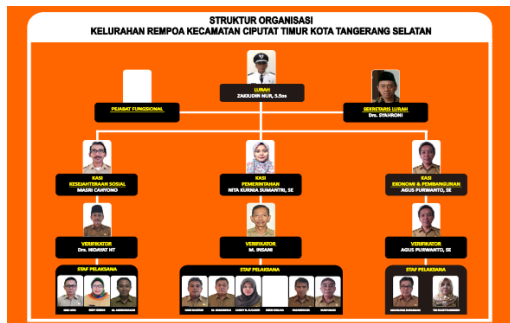 STRUKTUR ORGANISASI
KELURAHAN REMPOA KECAMATAN CIPUTAT TIMUR KOTA TANGERANG SELATAN
LURAH
ZAKIUDIN NUR, S.Sos
PEJABAT FUNGSIONAL
SEKRETARIS LURAH
Drs. SYAHRONI
KASI
KESEJAHTERAAN SOSIAL
MASRI CAHYONO
KASI
PEMERINTAHAN
NITA KURNIA SUMANTRI, SE
KASI
EKONOMI & PEMBANGUNAN
AGUS PURWANTO, SE
VERIFIKATOR
Drs. HIDAYAT NT
VERIFIKATOR
M. IHSANI
VERIFIKATOR
AGUS PURWANTO, SE
STAF PELAKSANA
STAF PELAKSANA
STAF PELAKSANA